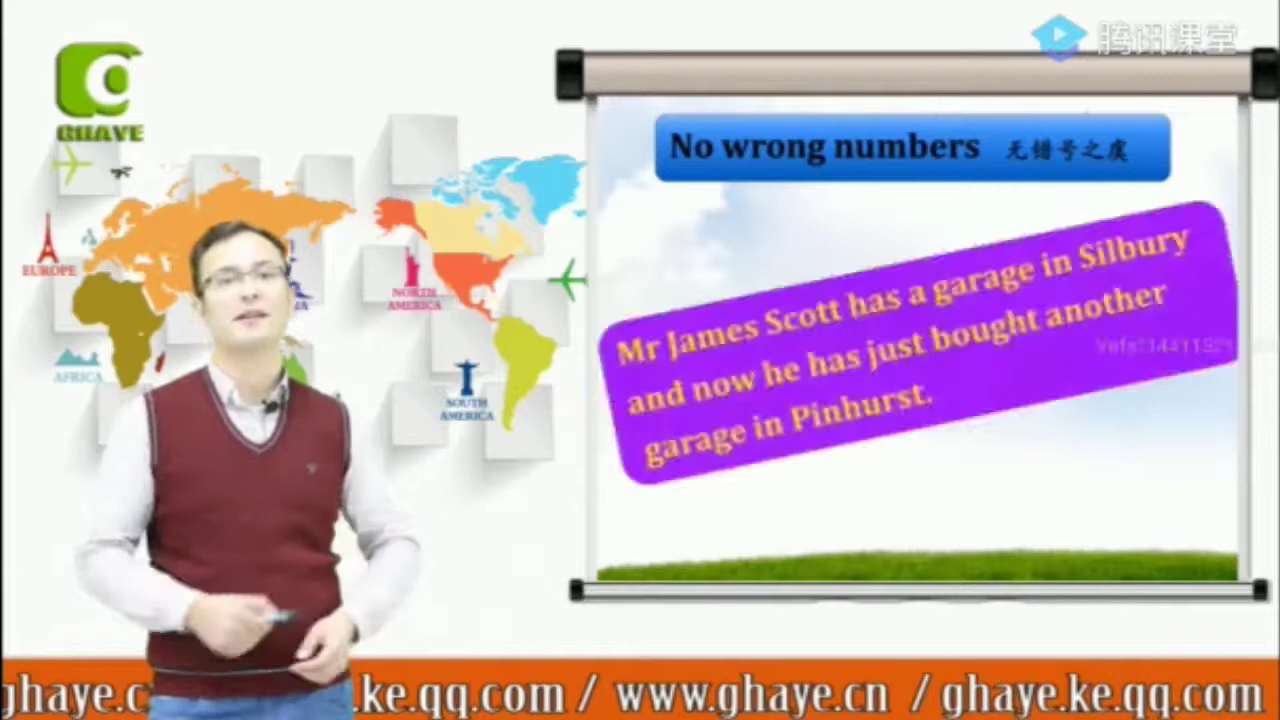 腾讯课堂
GHAVE
No wrong numbers 无错号之虞
Mr James Scott has a garage in Silbury
and now he has just bought another
garage in Pinhurst.
EUROPE
NORTH
AMERICA
AFRICA
SOUTH
AMERICA
ghaye.c .ke.qq.com / www.ghaye.cn / ghaye.ke.qq.com